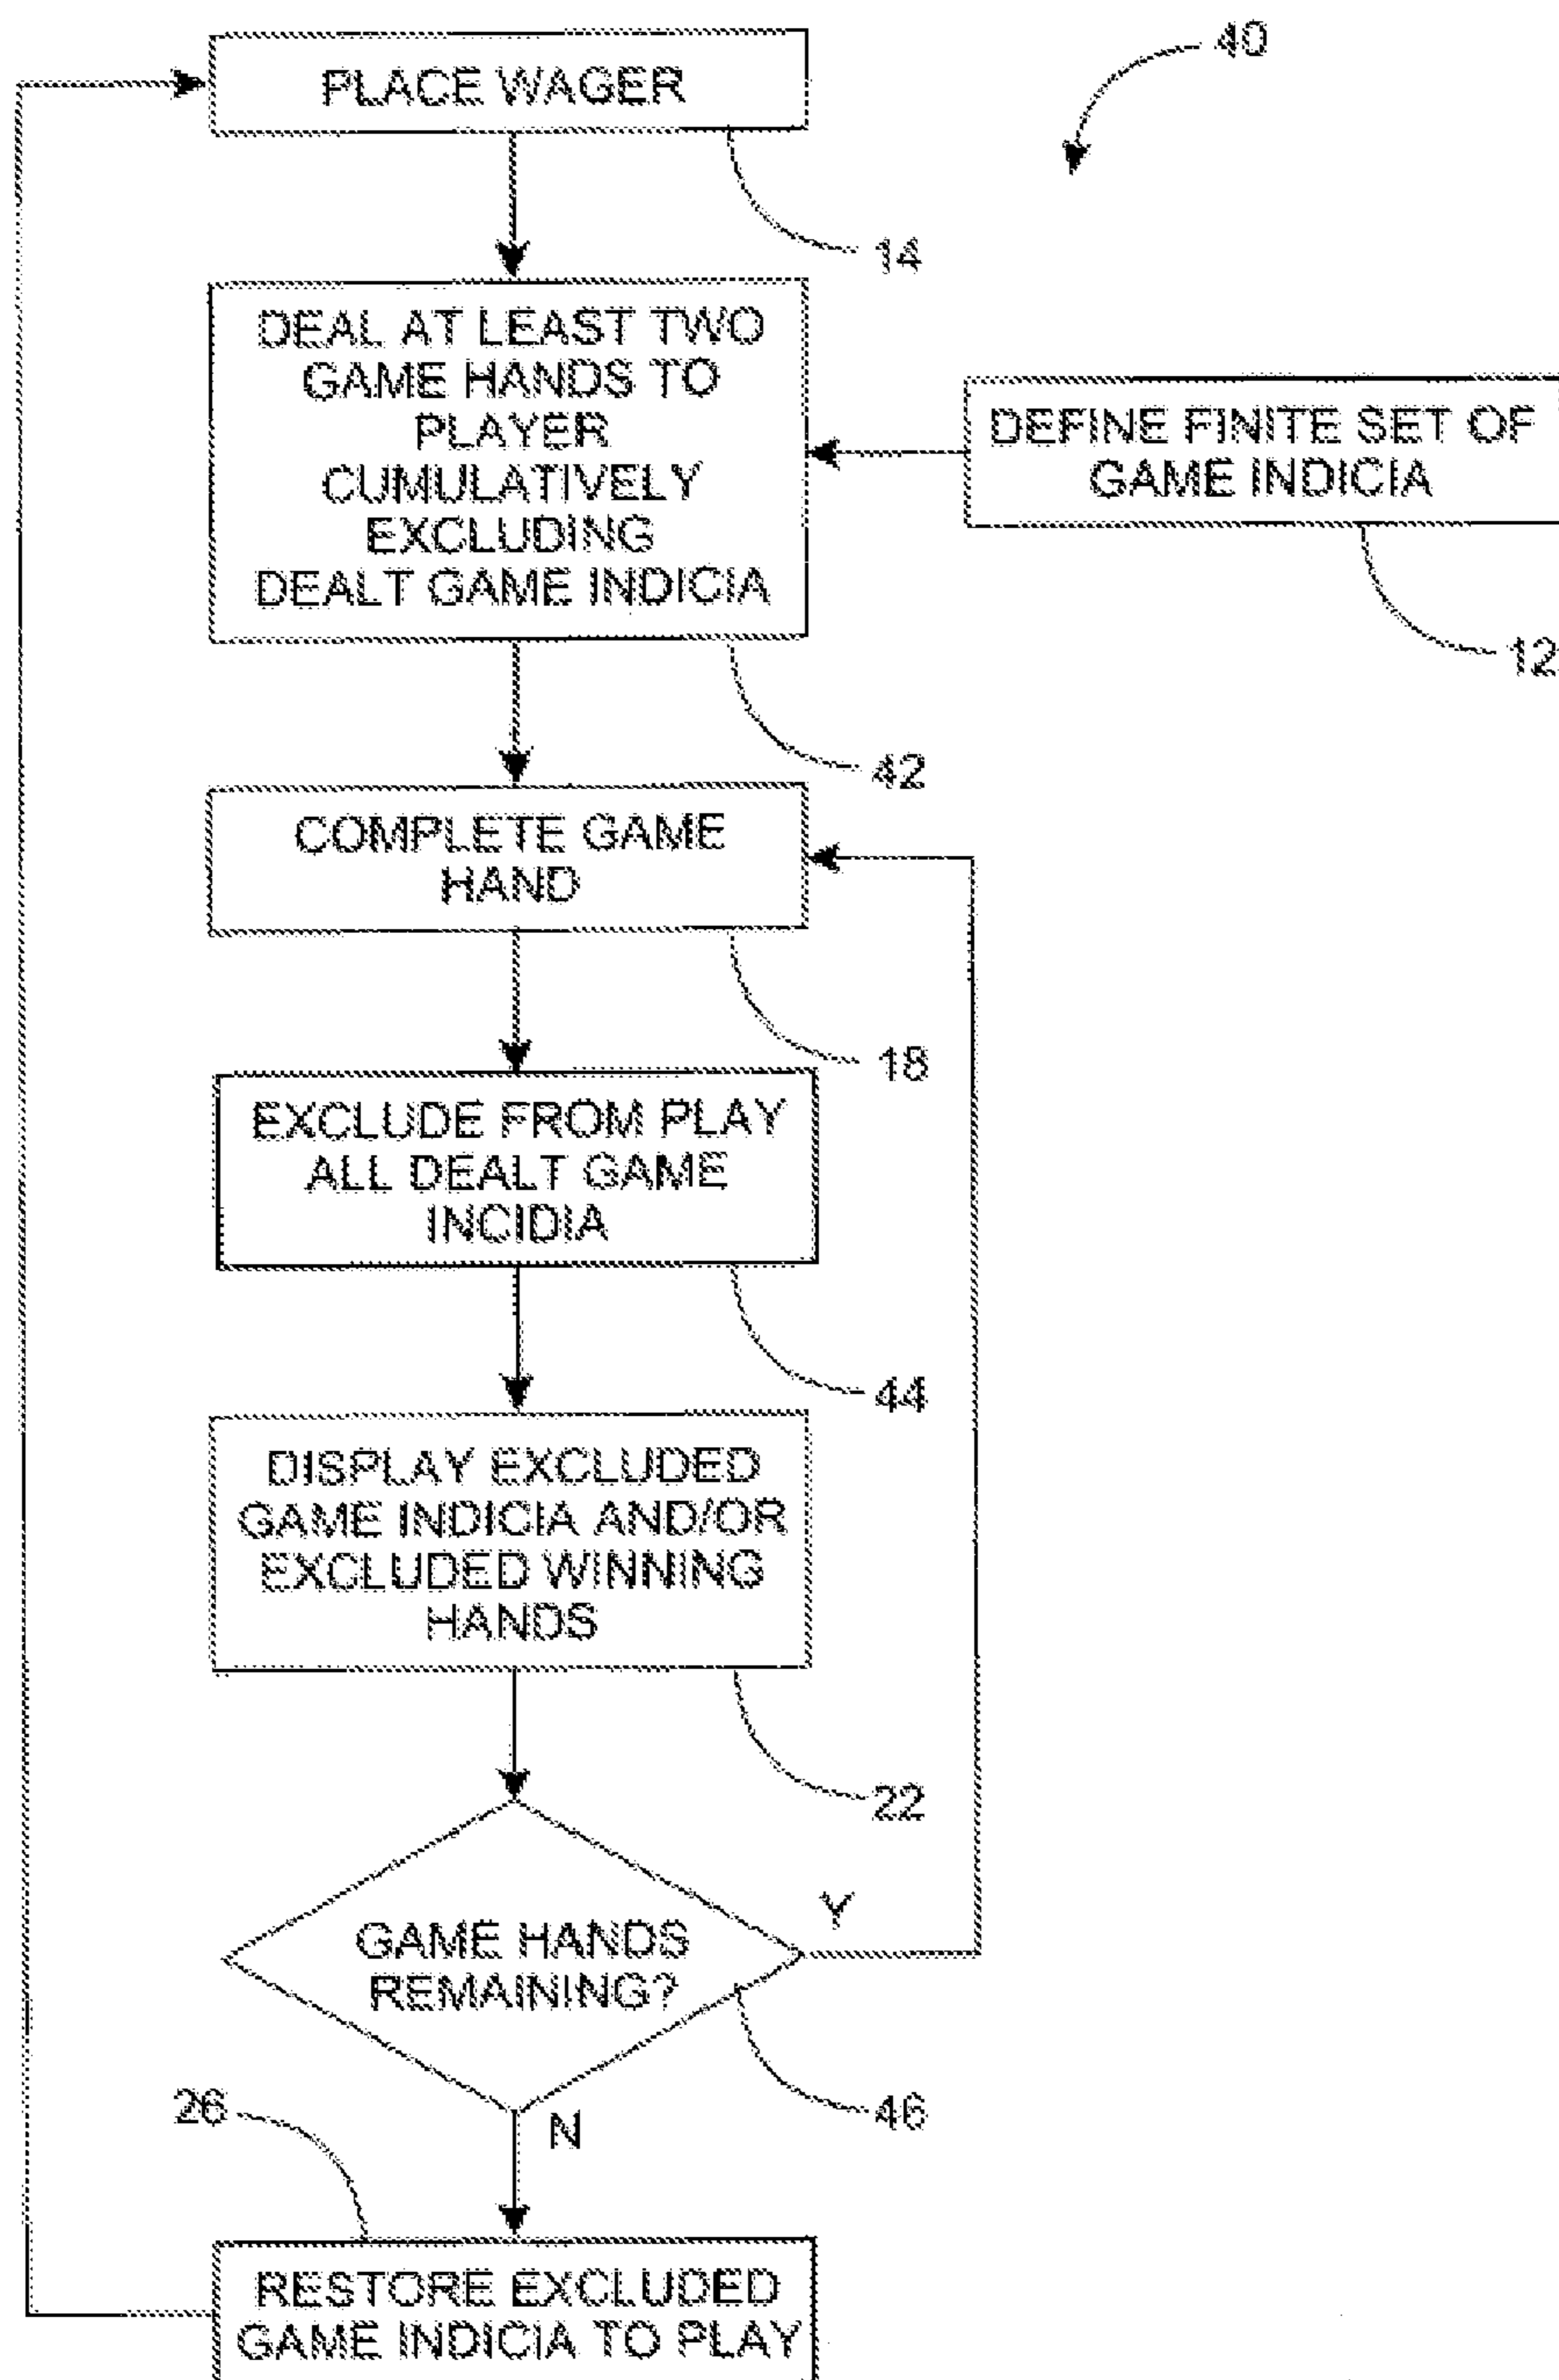 PLACE WAGER
40
14
DEAL AT LEAST TWO
GAME HANDS TO
PLAYER
CUMULATIVELY
EXCLUDING
DEALT GAME INDICIA
DEFINE FINITE SET OF
GAME INDICIA
12
42
COMPLETE GAME
HAND
18
EXCLUDE FROM PLAY
ALL DEALT GAME
INCIDIA
44
DISPLAY EXCLUDED
GAME INDICIA AND/OR
EXCLUDED WINNING
HANDS
22
GAME HANDS
REMAINING?
Y
46
N
26
RESTORE EXCLUDED
GAME INDICIA TO PLAY